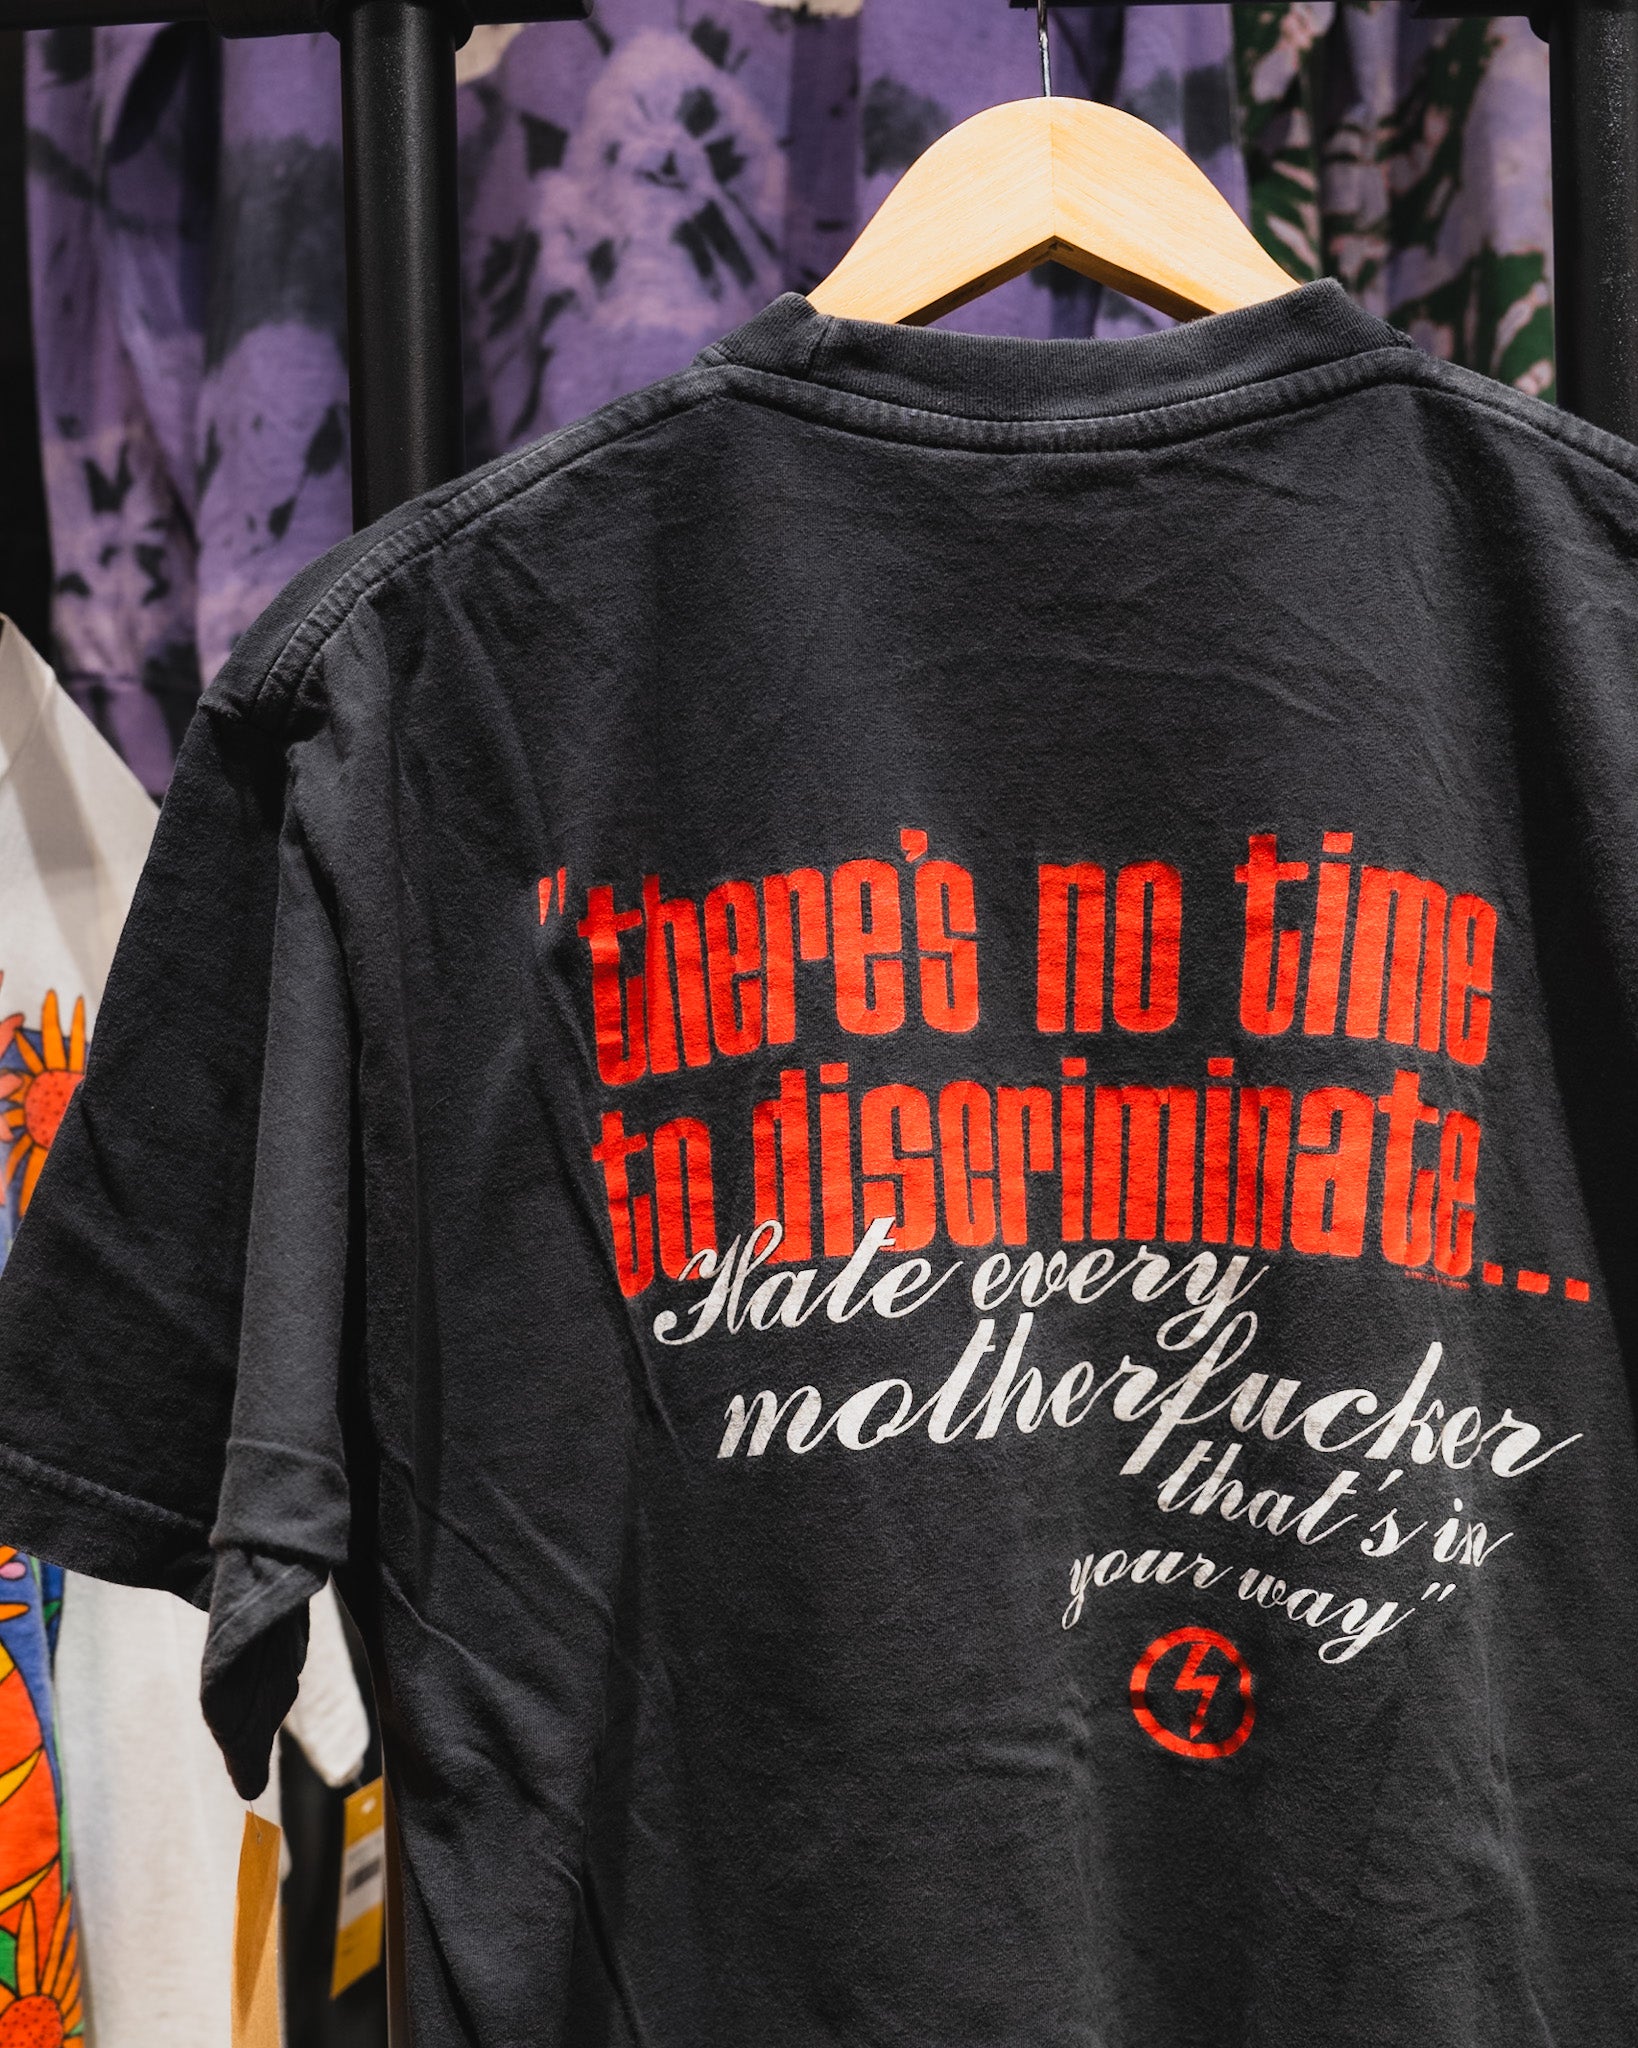 "there's no time
to discriminate...
Hate every
motherfucker
that's in
your way"